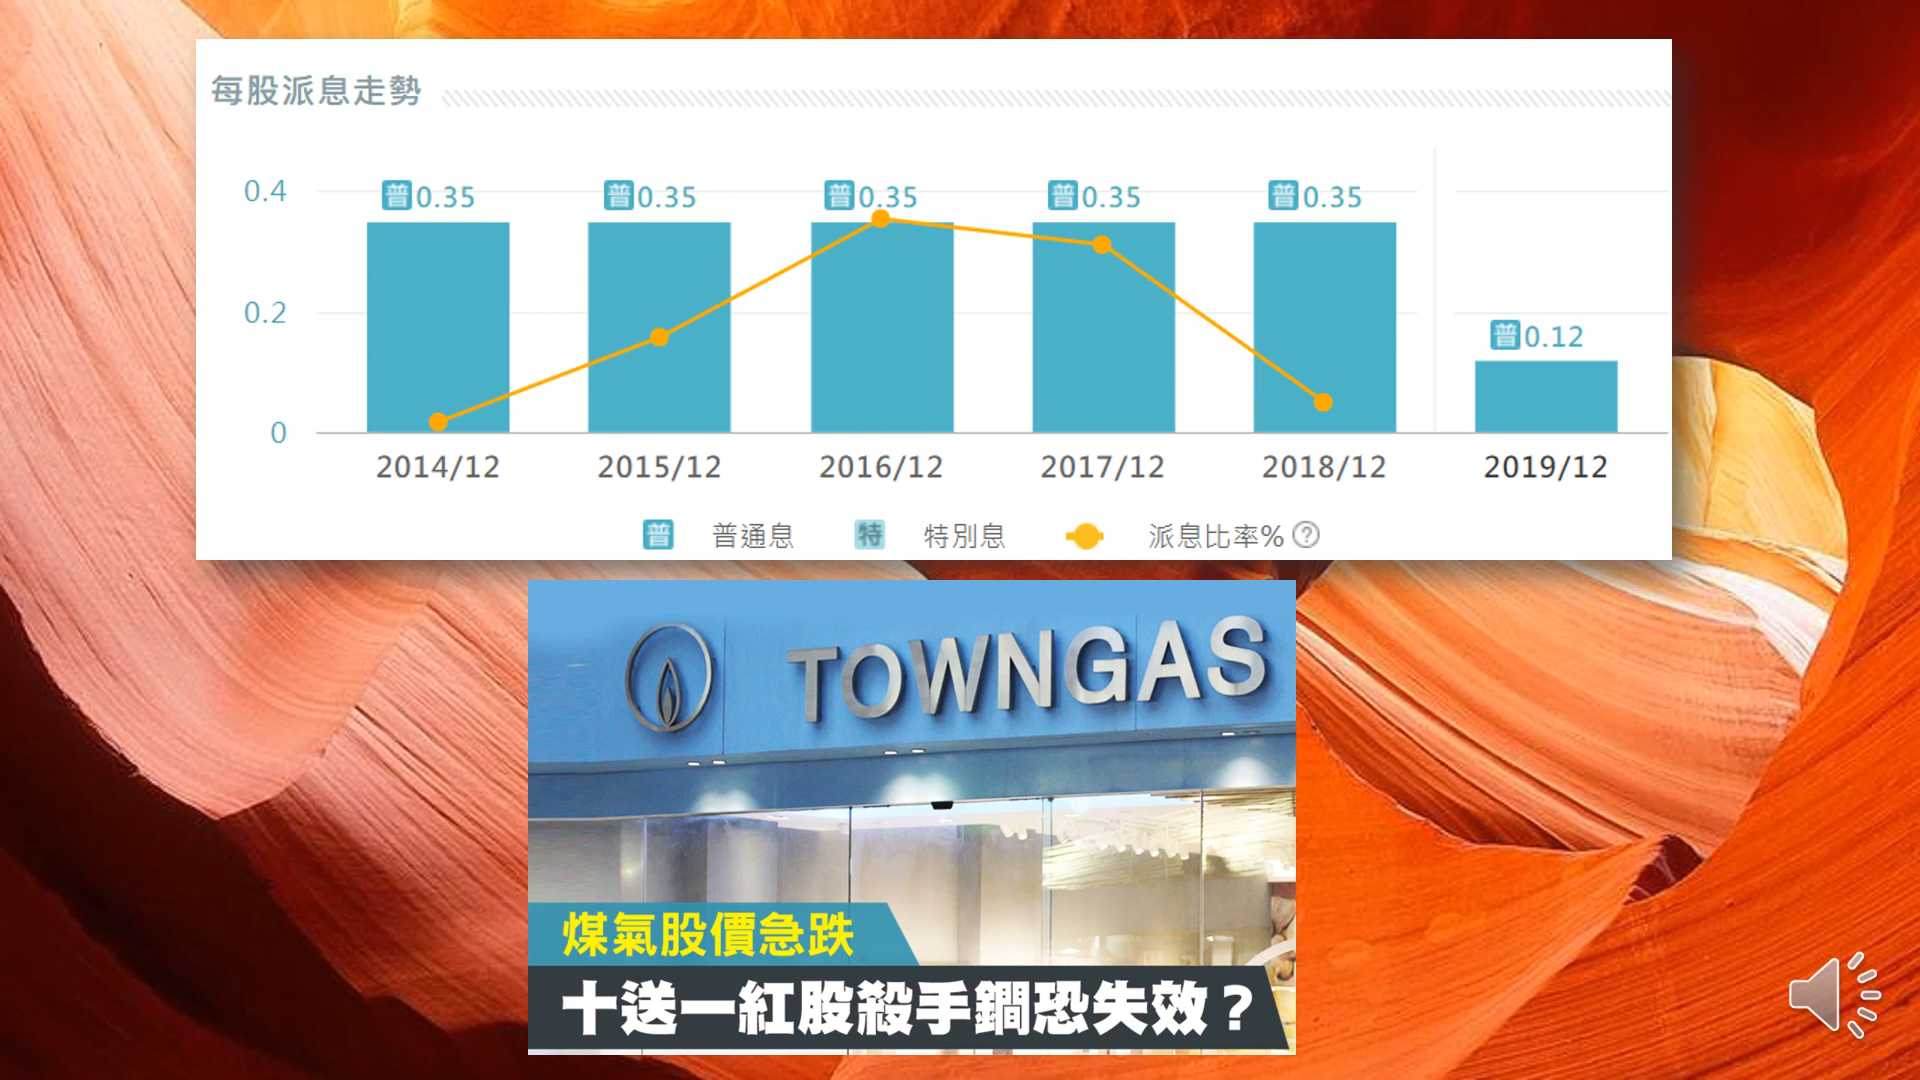 每股派息走勢
0.4
0.2
0
普0.35
普0.35
普0.35
普0.35
普0.35
普0.12
2014/12 2015/12 2016/12 2017/12 2018/12 2019/12
普 普通息 特 特別息 派息比率% ?
TOWNGAS
煤氣股價急跌
十送一紅股殺手鐧恐失效？